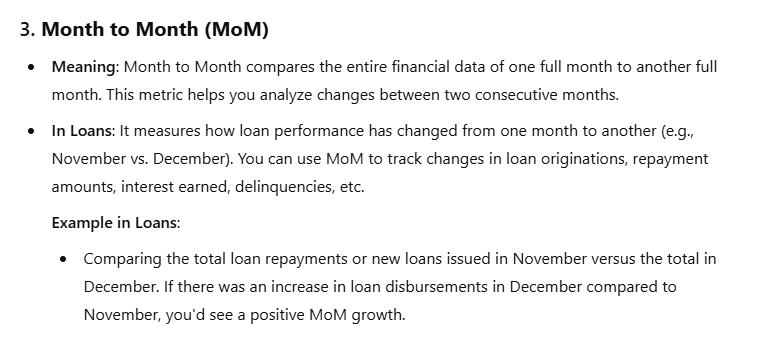 3. Month to Month (MoM)
• Meaning: Month to Month compares the entire financial data of one full month to another full
month. This metric helps you analyze changes between two consecutive months.
• In Loans: It measures how loan performance has changed from one month to another (e.g.,
November vs. December). You can use MoM to track changes in loan originations, repayment
amounts, interest earned, delinquencies, etc.
Example in Loans:
• Comparing the total loan repayments or new loans issued in November versus the total in
December. If there was an increase in loan disbursements in December compared to
November, you'd see a positive MoM growth.